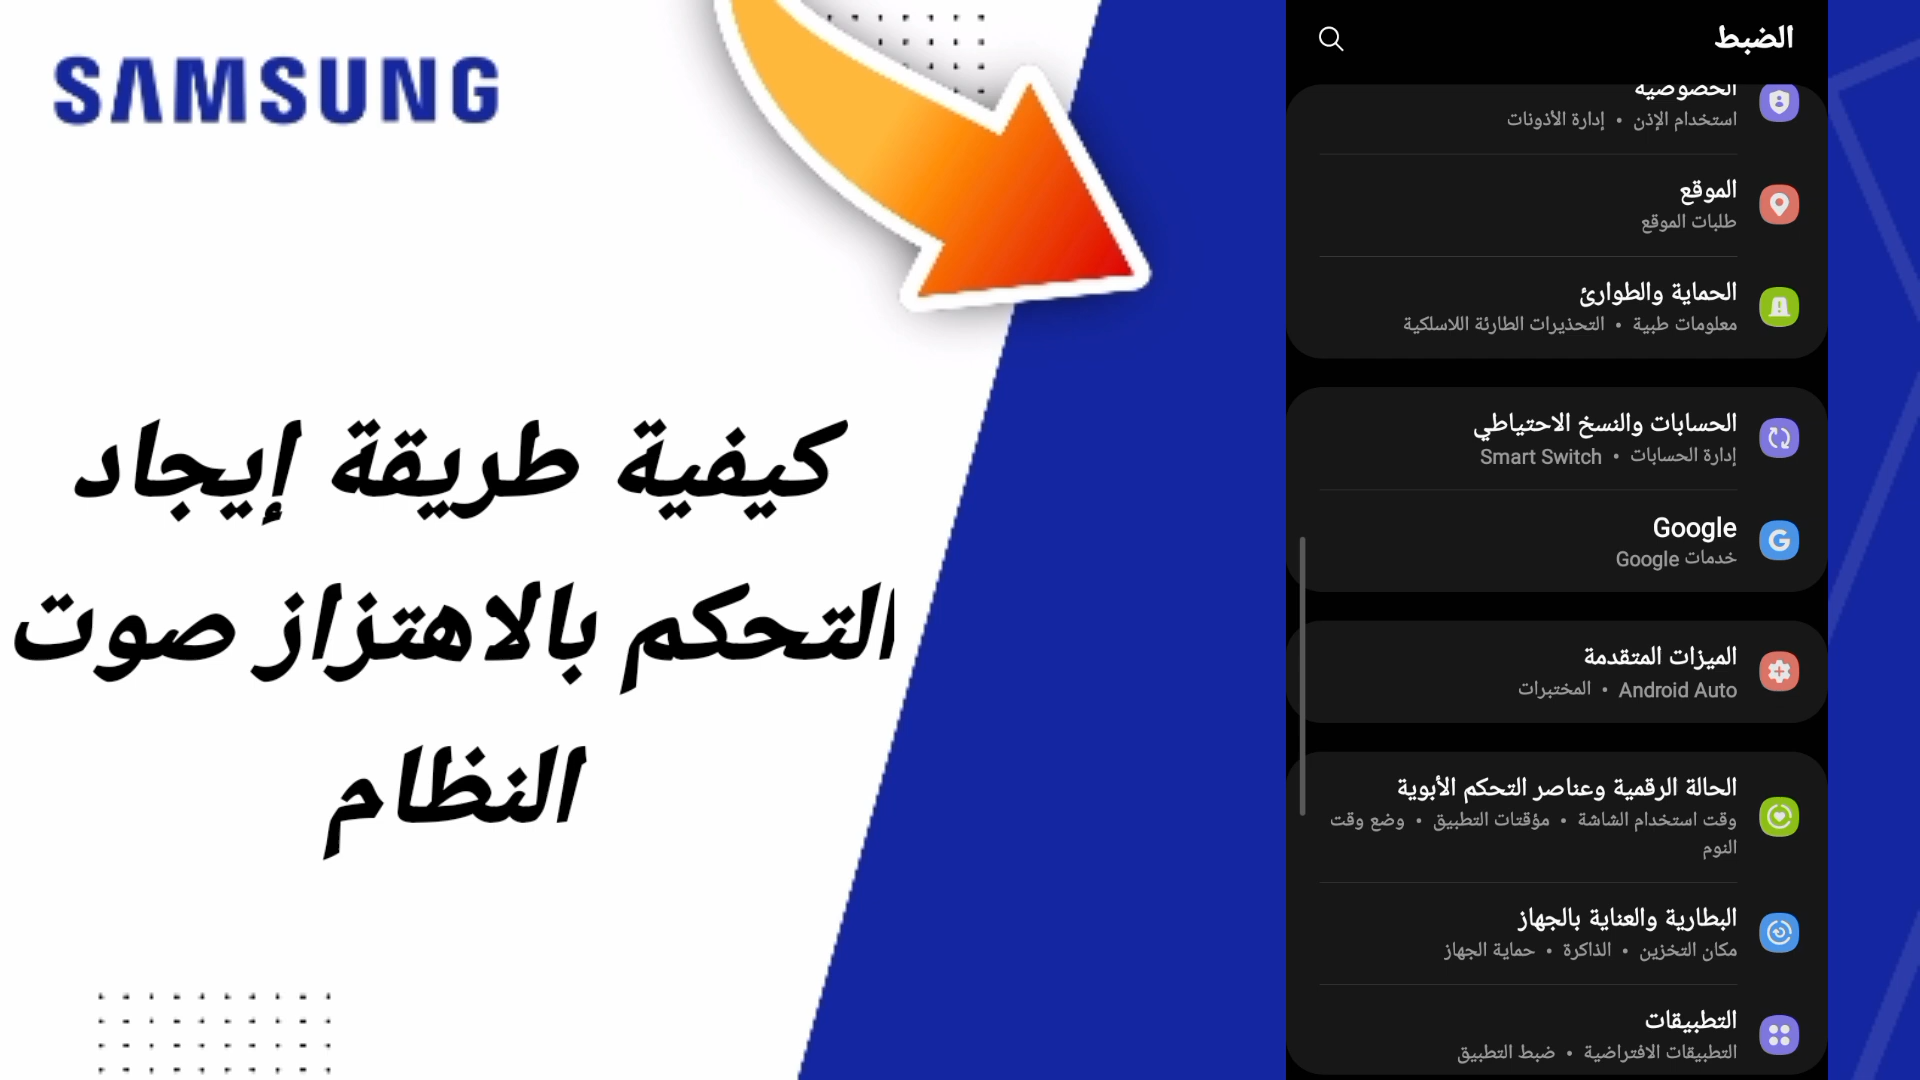 SAMSUNG
كيفية طريقة إيجاد
التحكم بالاهتزاز صوت
النظام
الضبط
الخصوصية
استخدام الإذن • إدارة الأذونات
الموقع
طلبات الموقع
الحماية والطوارئ
معلومات طبية • التحذيرات الطارئة اللاسلكية
الحسابات والنسخ الاحتياطي
إدارة الحسابات • Smart Switch
Google
خدمات Google
الميزات المتقدمة
Android Auto • المختبرات
الحالة الرقمية وعناصر التحكم الأبوية
وقت استخدام الشاشة • مؤقتات التطبيق • وضع وقت
النوم
البطارية والعناية بالجهاز
مكان التخزين • الذاكرة • حماية الجهاز
التطبيقات
التطبيقات الافتراضية • ضبط التطبيق